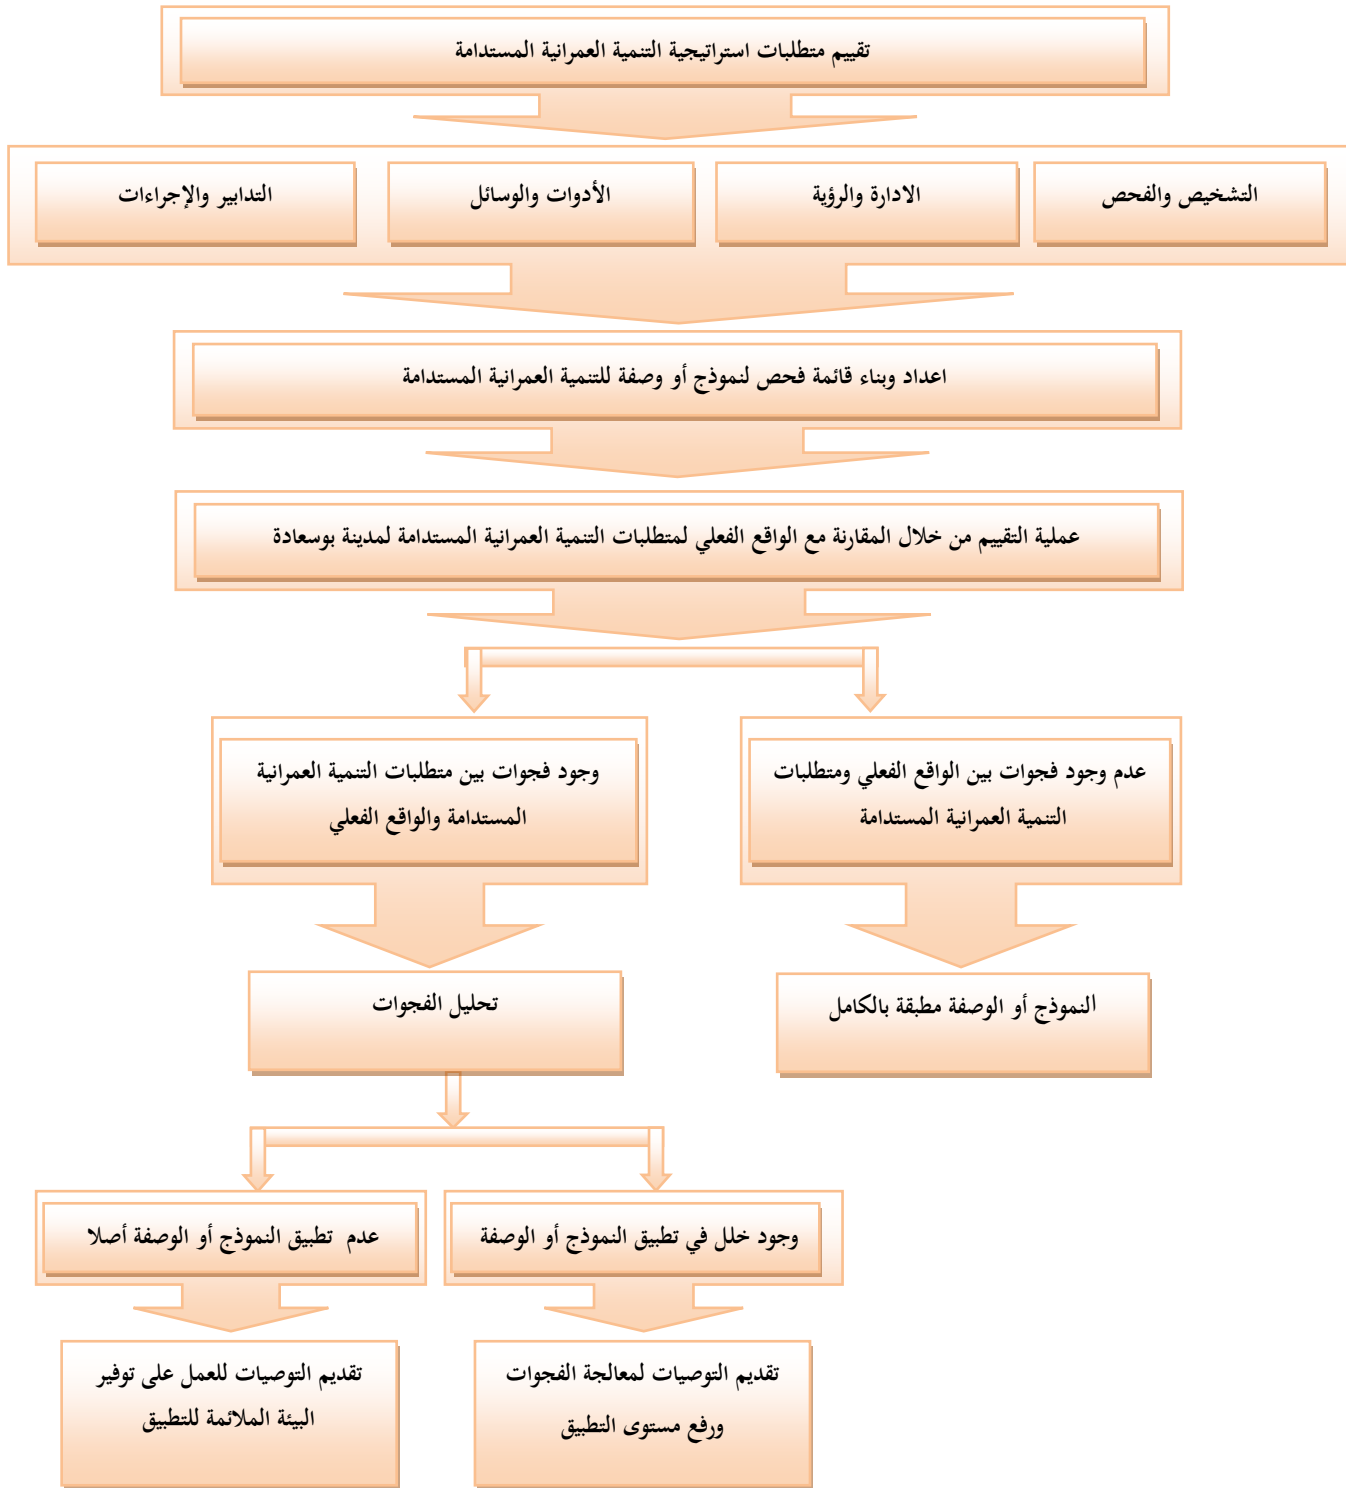 تقييم متطلبات استراتيجية التنمية العمرانية المستدامة
التشخيص والفحص
الادارة والرؤية
الأدوات والوسائل
التدابير والإجراءات
اعداد وبناء قائمة فحص لنموذج أو وصفة للتنمية العمرانية المستدامة
عملية التقييم من خلال المقارنة مع الواقع الفعلي لمتطلبات التنمية العمرانية المستدامة لمدينة بوسعادة
عدم وجود فجوات بين الواقع الفعلي ومتطلبات
التنمية العمرانية المستدامة
وجود فجوات بين متطلبات التنمية العمرانية
المستدامة والواقع الفعلي
النموذج أو الوصفة مطبقة بالكامل
تحليل الفجوات
وجود خلل في تطبيق النموذج أو الوصفة
عدم تطبيق النموذج أو الوصفة أصلا
تقديم التوصيات لمعالجة الفجوات
ورفع مستوى التطبيق
تقديم التوصيات للعمل على توفير
البيئة الملائمة للتطبيق